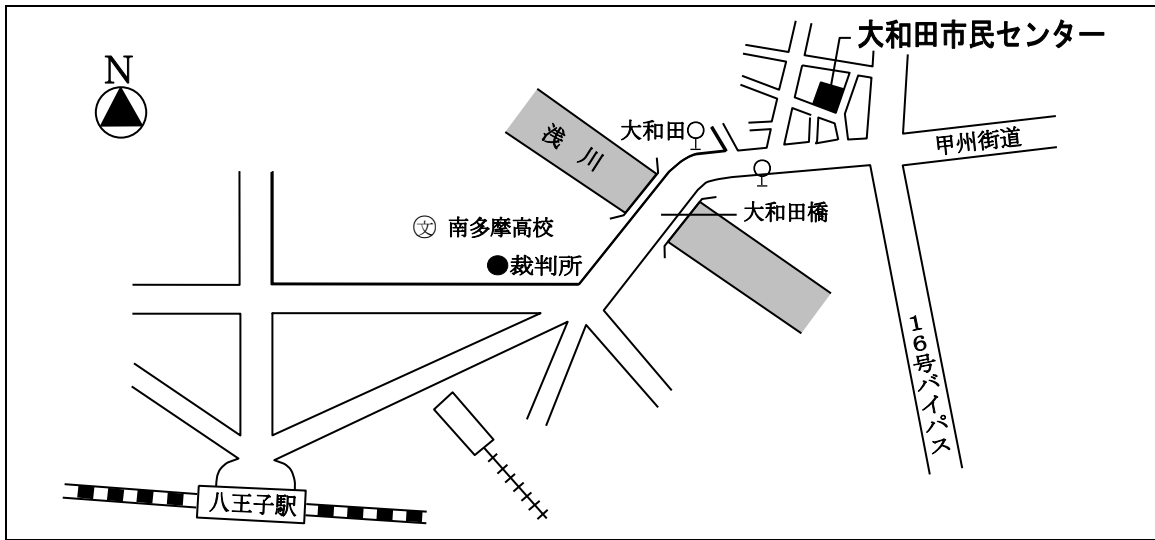 大和田市民センター
N
大和田
浅川
甲州街道
大和田橋
文
南多摩高校
裁判所
16号バイパス
八王子駅